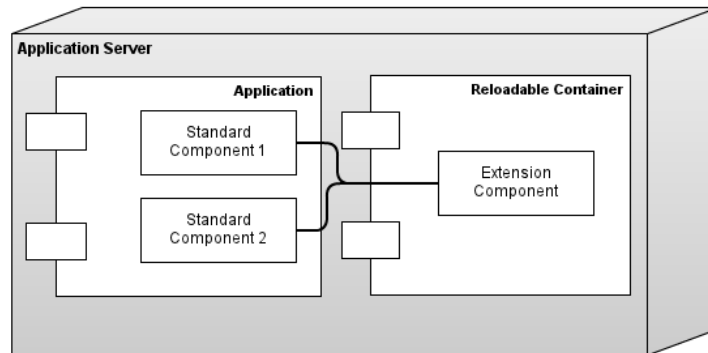 Application Server
Application
Standard
Component 1
Standard
Component 2
Reloadable Container
Extension
Component